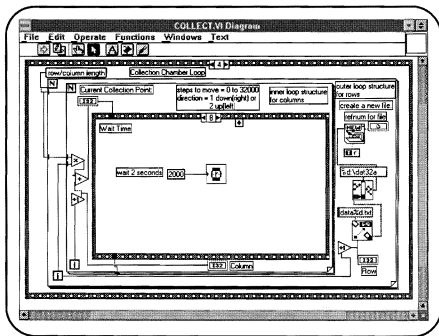 COLLECT.VI Diagram
File Edit Operate Functions Windows Text
4
row/column length
Collection Chamber Loop
N
N
Current Collection Point
I32
steps to move = 0 to 32000
direction = 1 down(right) or
2 up(left)
inner loop structure
for columns
outer loop structure
for rows
create a new file.
refnum for file
Wait Time
wait 2 seconds
2000
%d:\dat32a
data%d.txt
i
i
I32
Column
+1
I32
Row